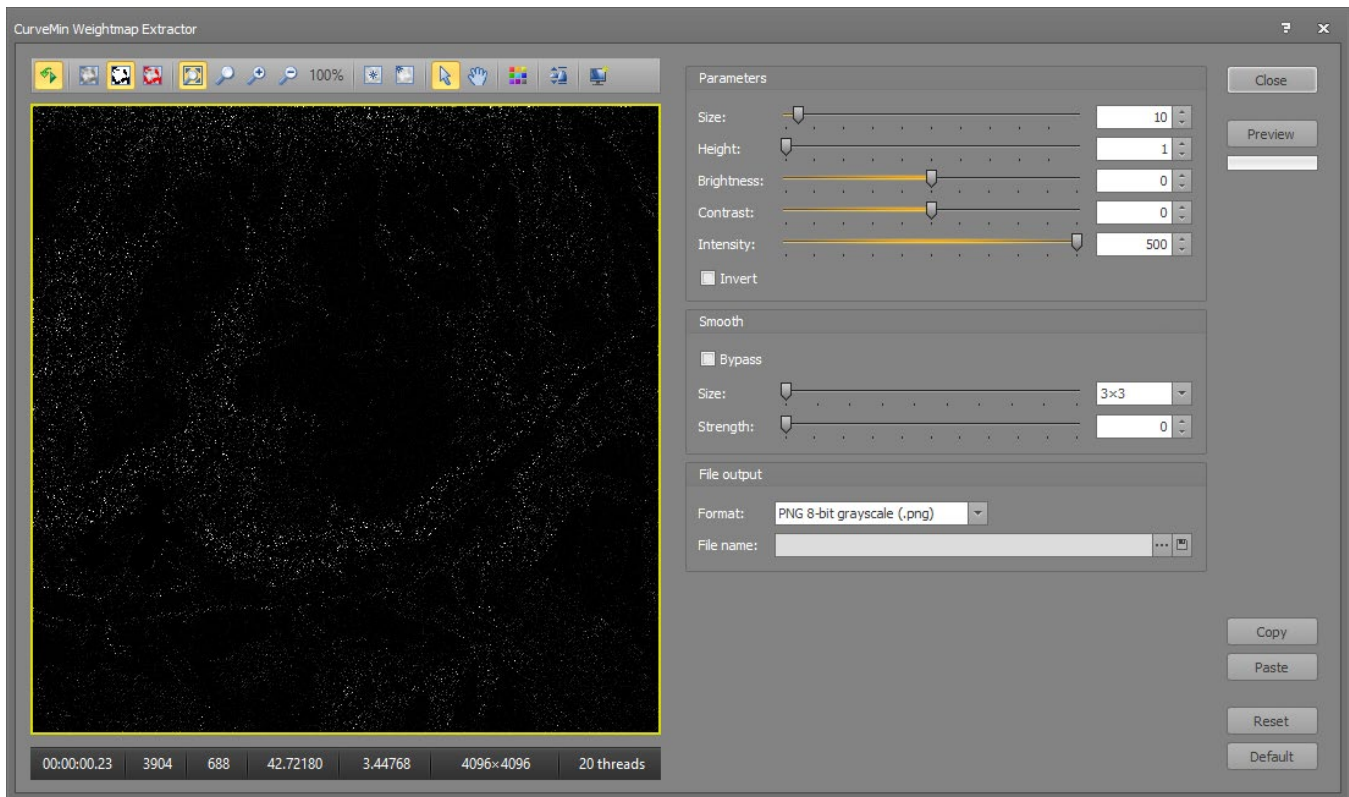 CurveMin Weightmap Extractor
100%
Parameters
Size: 10
Height: 1
Brightness: 0
Contrast: 0
Intensity: 500
Invert
Smooth
Bypass
Size: 3×3
Strength: 0
File output
Format: PNG 8-bit grayscale (.png)
File name:
Close
Preview
Copy
Paste
Reset
Default
00:00:00.23 3904 688 42.72180 3.44768 4096×4096 20 threads